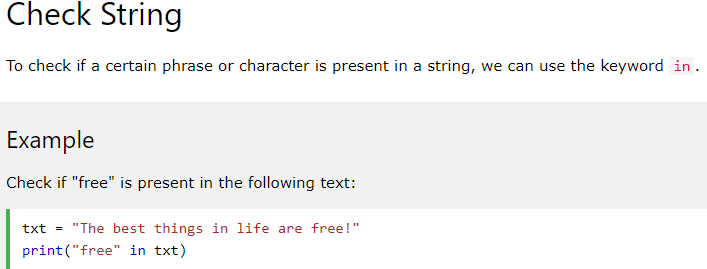 Check String
To check if a certain phrase or character is present in a string, we can use the keyword in.
Example
Check if "free" is present in the following text:
txt = "The best things in life are free!"
print("free" in txt)